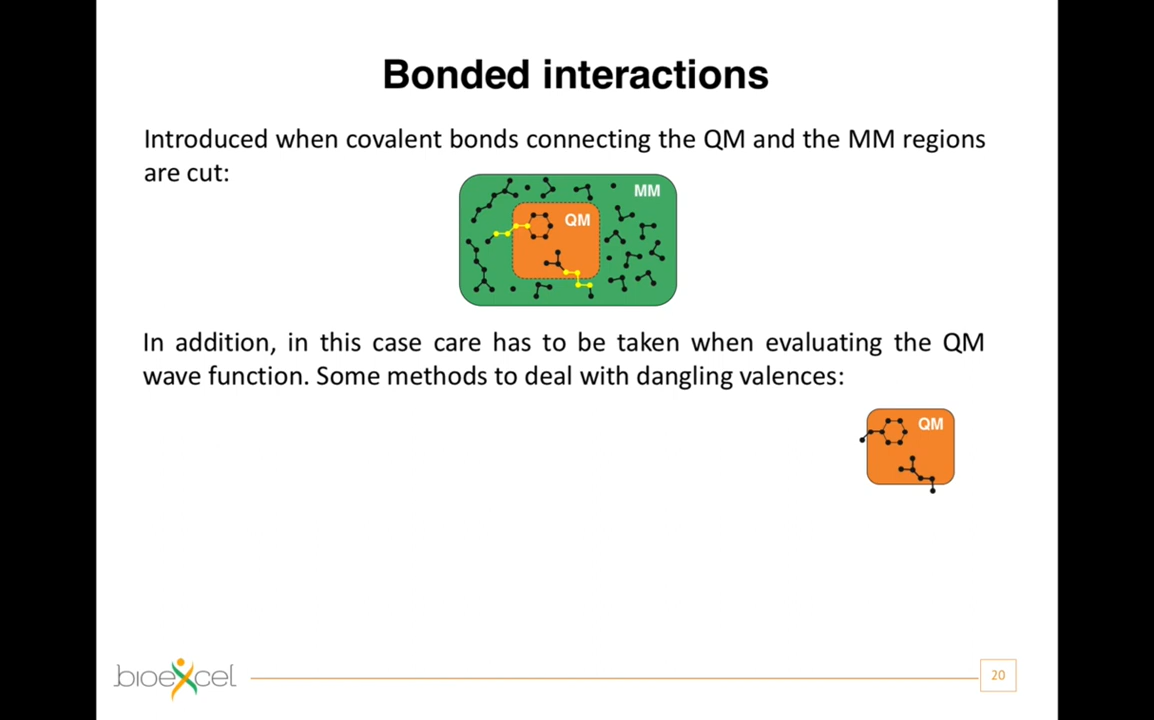 Bonded interactions
Introduced when covalent bonds connecting the QM and the MM regions
are cut:
MM
QM
In addition, in this case care has to be taken when evaluating the QM
wave function. Some methods to deal with dangling valences:
QM
bioexcel
20